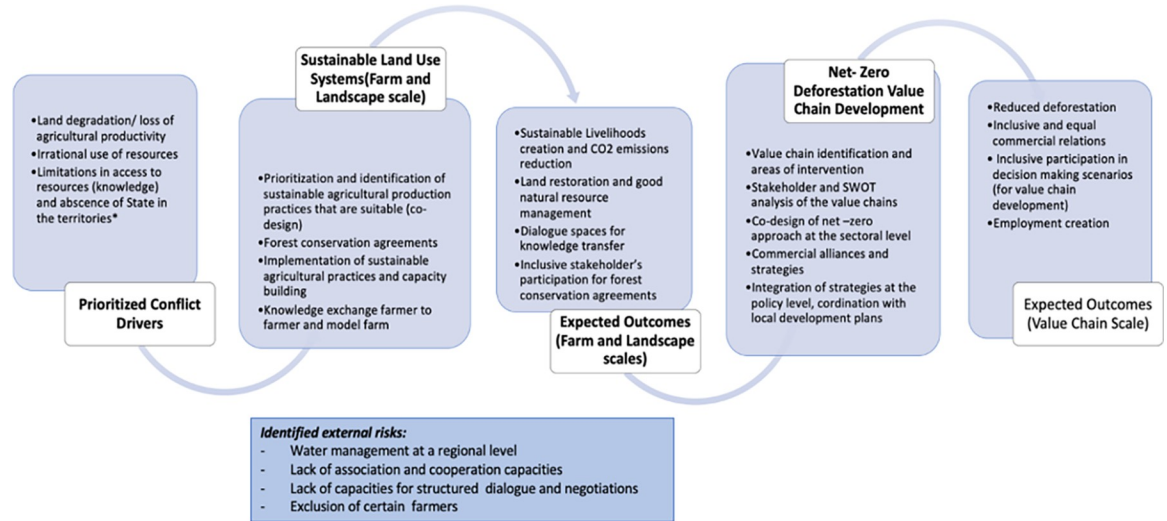 •Land degradation/ loss of
agricultural productivity
•Irrational use of resources
•Limitations in access to
resources (knowledge)
and abscence of State in
the territories*
Prioritized Conflict
Drivers
Sustainable Land Use
Systems(Farm and
Landscape scale)
•Prioritization and identification of
sustainable agricultural production
practices that are suitable (co-
design)
•Forest conservation agreements
•Implementation of sustainable
agricultural practices and capacity
building
•Knowledge exchange farmer to
farmer and model farm
•Sustainable Livelihoods
creation and CO2 emissions
reduction
•Land restoration and good
natural resource
management
•Dialogue spaces for
knowledge transfer
•Inclusive stakeholder's
participation for forest
conservation agreements
Expected Outcomes
(Farm and Landscape
scales)
Net- Zero
Deforestation Value
Chain Development
•Value chain identification and
areas of intervention
•Stakeholder and SWOT
analysis of the value chains
•Co-design of net –zero
approach at the sectoral level
•Commercial alliances and
strategies
•Integration of strategies at the
policy level, cordination with
local development plans
•Reduced deforestation
•Inclusive and equal
commercial relations
• Inclusive participation in
decision making scenarios
(for value chain
development)
•Employment creation
Expected Outcomes
(Value Chain Scale)
Identified external risks:
- Water management at a regional level
- Lack of association and cooperation capacities
- Lack of capacities for structured dialogue and negotiations
- Exclusion of certain farmers